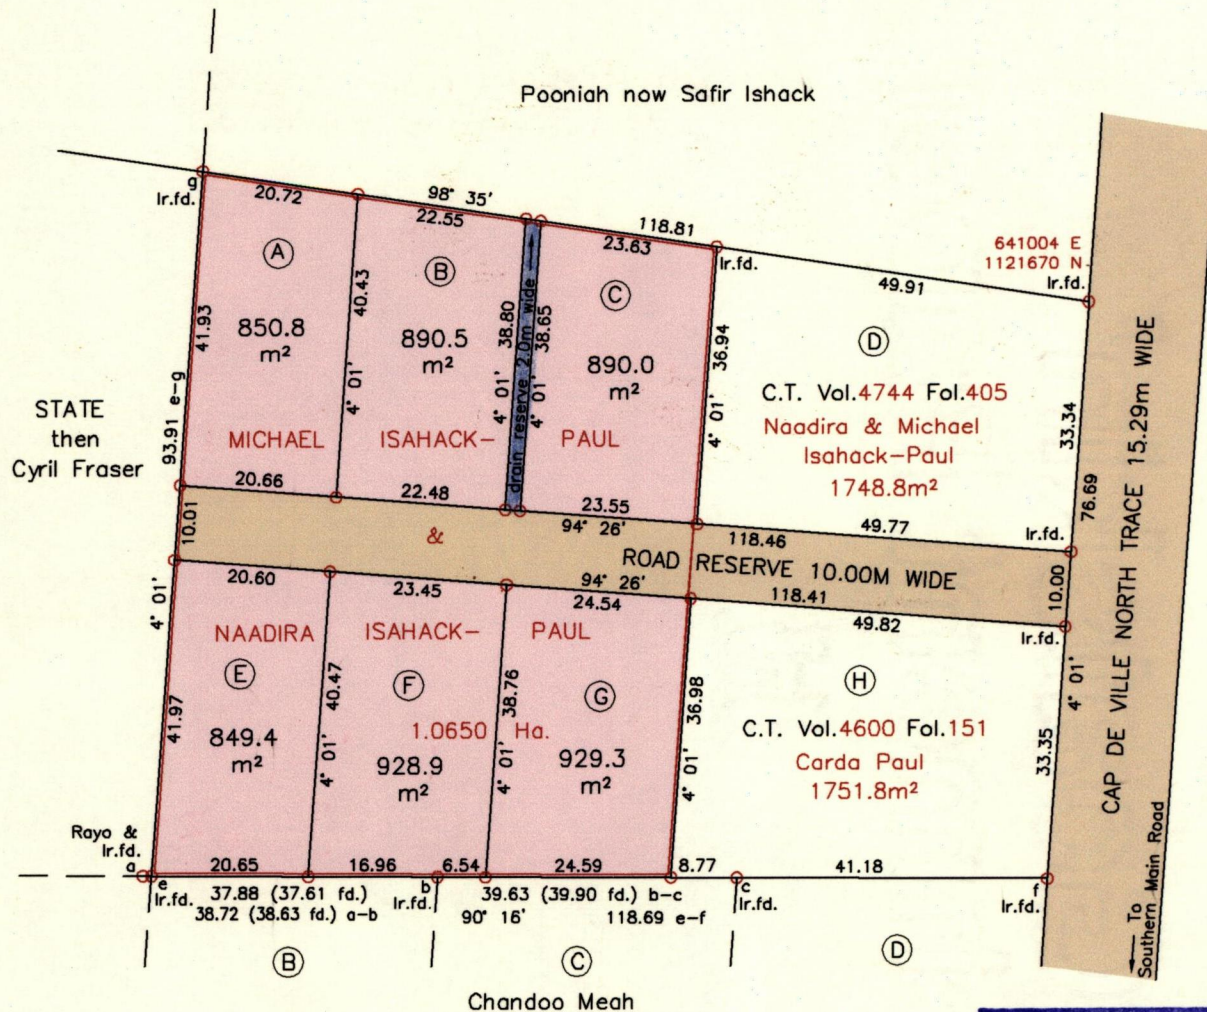 Pooniah now Safir Ishack
g
Ir.fd.
20.72
98° 35'
22.55
118.81
23.63
Ir.fd.
49.91
641004 E
1121670 N
Ir.fd.
A
850.8
m²
41.93
40.43
4° 01'
B
890.5
m²
38.80
4° 01'
drain reserve 2.0m wide
38.65
4° 01'
C
890.0
m²
36.94
4° 01'
D
C.T. Vol.4744 Fol.405
Naadira & Michael
Isahack-Paul
1748.8m²
33.34
76.69
CAP DE VILLE NORTH TRACE 15.29m WIDE
STATE
then
Cyril Fraser
93.91 e-g
MICHAEL ISAHACK- PAUL
20.66
22.48
23.55
94° 26'
118.46
49.77
Ir.fd.
10.01
&
ROAD RESERVE 10.00M WIDE
10.00
20.60
23.45
94° 26'
24.54
118.41
49.82
Ir.fd.
4° 01'
NAADIRA ISAHACK- PAUL
E
849.4
m²
41.97
40.47
4° 01'
F
1.0650 Ha.
928.9
m²
38.76
4° 01'
G
929.3
m²
36.98
4° 01'
H
C.T. Vol.4600 Fol.151
Carda Paul
1751.8m²
4° 01'
33.35
Rayo &
Ir.fd.
a
20.65
16.96
6.54
24.59
8.77
41.18
e
Ir.fd.
37.88 (37.61 fd.)
38.72 (38.63 fd.) a-b
b
Ir.fd.
39.63 (39.90 fd.) b-c
90° 16'
118.69 e-f
c
Ir.fd.
f
Ir.fd.
To
Southern Main Road
B
C
D
Chandoo Meah